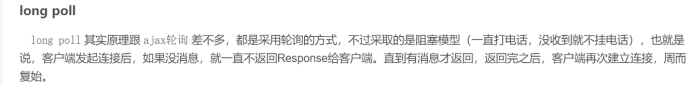 long poll
long poll 其实原理跟 ajax轮询 差不多，都是采用轮询的方式，不过采取的是阻塞模型（一直打电话，没收到就不挂电话），也就是
说，客户端发起连接后，如果没消息，就一直不返回Response给客户端。直到有消息才返回，返回完之后，客户端再次建立连接，周而
复始。